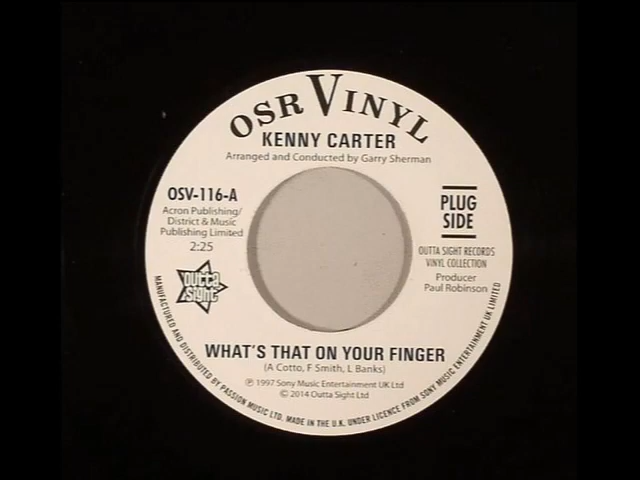 OSR VINYL
KENNY CARTER
Arranged and Conducted by Garry Sherman
OSV-116-A
Acron Publishing/
District & Music
Publishing Limited
2:25
PLUG
SIDE
OUTTA SIGHT RECORDS
VINYL COLLECTION
Producer
Paul Robinson
outta
sight
WHAT'S THAT ON YOUR FINGER
(A Cotto, F Smith, L Banks)
℗ 1997 Sony Music Entertainment UK Ltd
© 2014 Outta Sight Ltd
MANUFACTURED AND DISTRIBUTED BY PASSION MUSIC LTD. MADE IN THE U.K. UNDER LICENCE FROM SONY MUSIC ENTERTAINMENT UK LIMITED